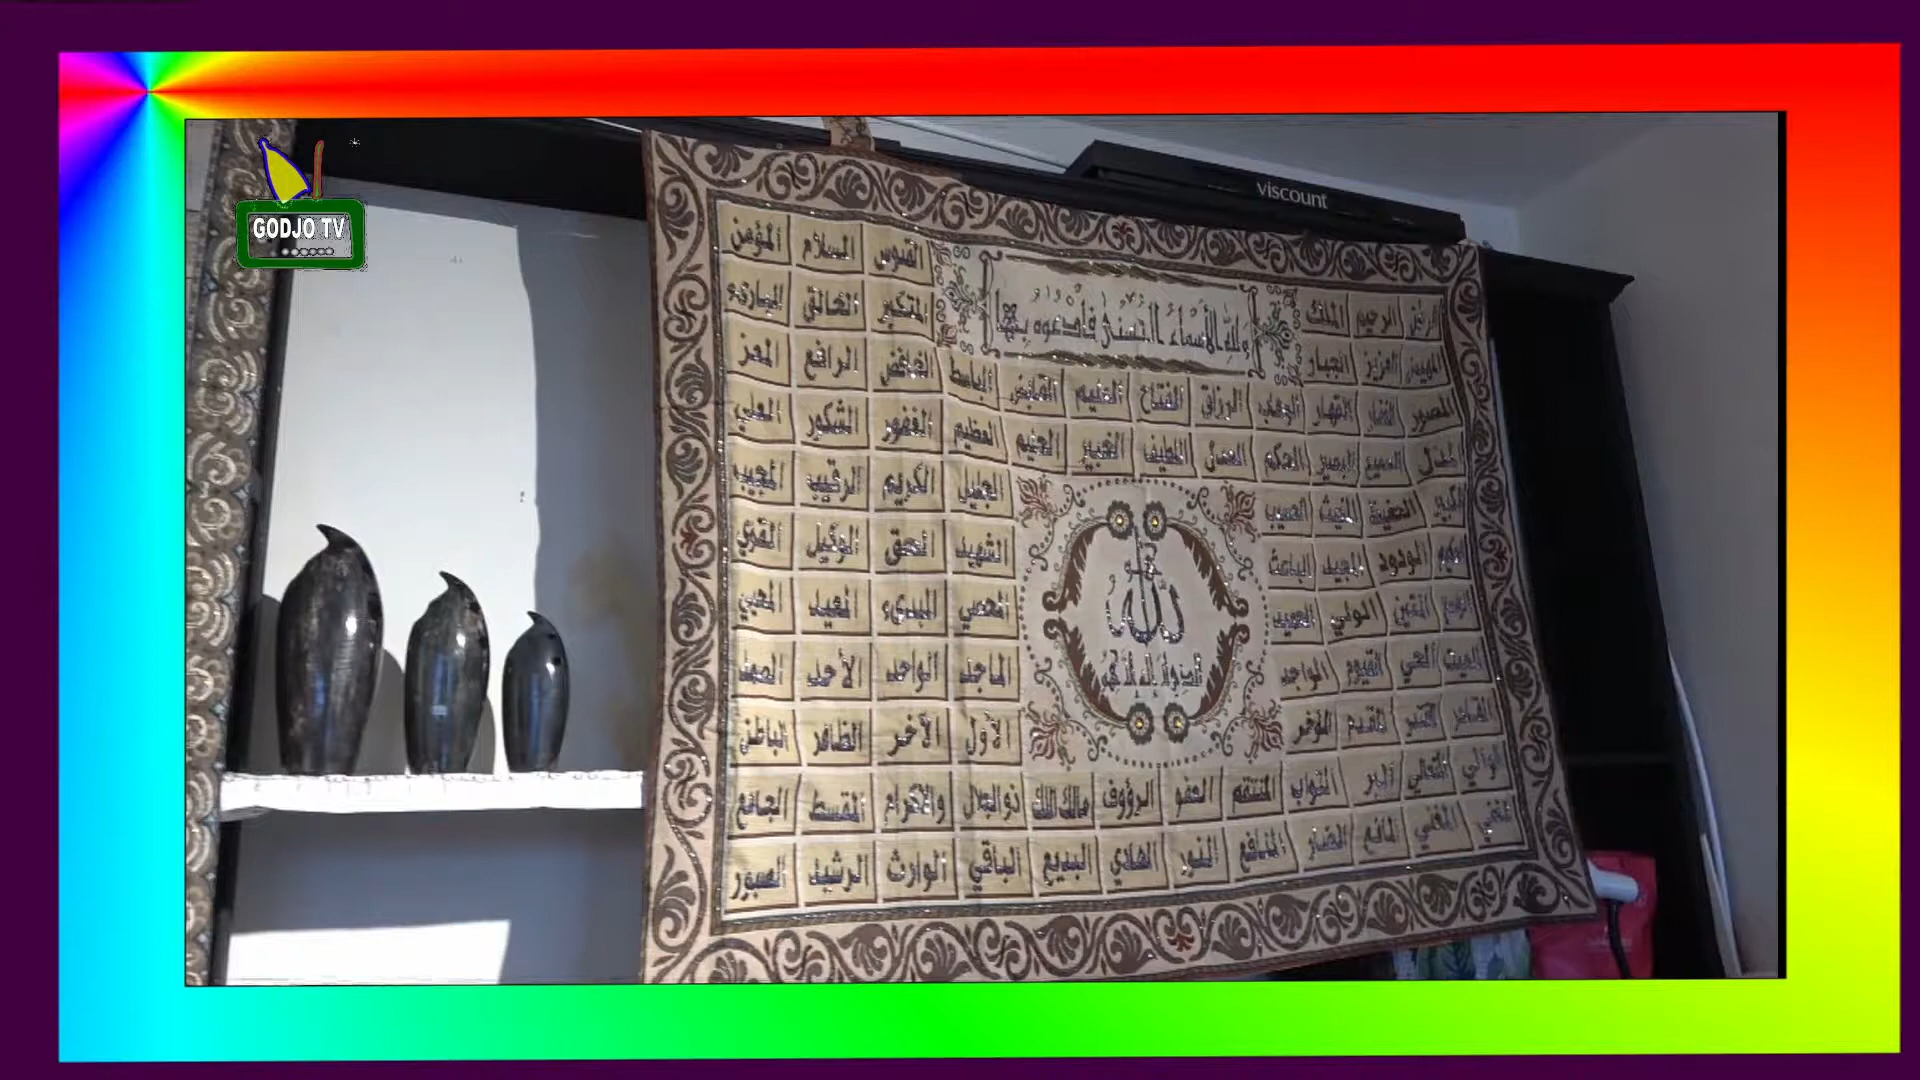 GODJO TV
viscount
ولله الأسماء الحسنى فادعوه بها
الرحمن الرحيم الملك القدوس السلام المؤمن
المهيمن العزيز الجبار المتكبر الخالق البارىء
المصور الغفار القهار الوهاب الرزاق الفتاح العليم القابض الباسط الخافض الرافع المعز
المذل السميع البصير الحكم العدل اللطيف الخبير الحليم العظيم الغفور الشكور العلي
الكبير الحفيظ المقيت الحسيب الجليل الكريم الرقيب المجيب
الحكيم الودود المجيد الباعث الشهيد الحق الوكيل القوي
المتين الولي الحميد المحصي المبدىء المعيد المحيي
المميت الحي القيوم الواجد الماجد الواحد الأحد الصمد
القادر المقتدر المقدم المؤخر الأول الآخر الظاهر الباطن
الوالي المتعالي البر التواب المنتقم العفو الرؤوف مالك الملك ذو الجلال والاكرام المقسط الجامع
الغني المغني المانع الضار النافع النور الهادي البديع الباقي الوارث الرشيد الصبور
الله